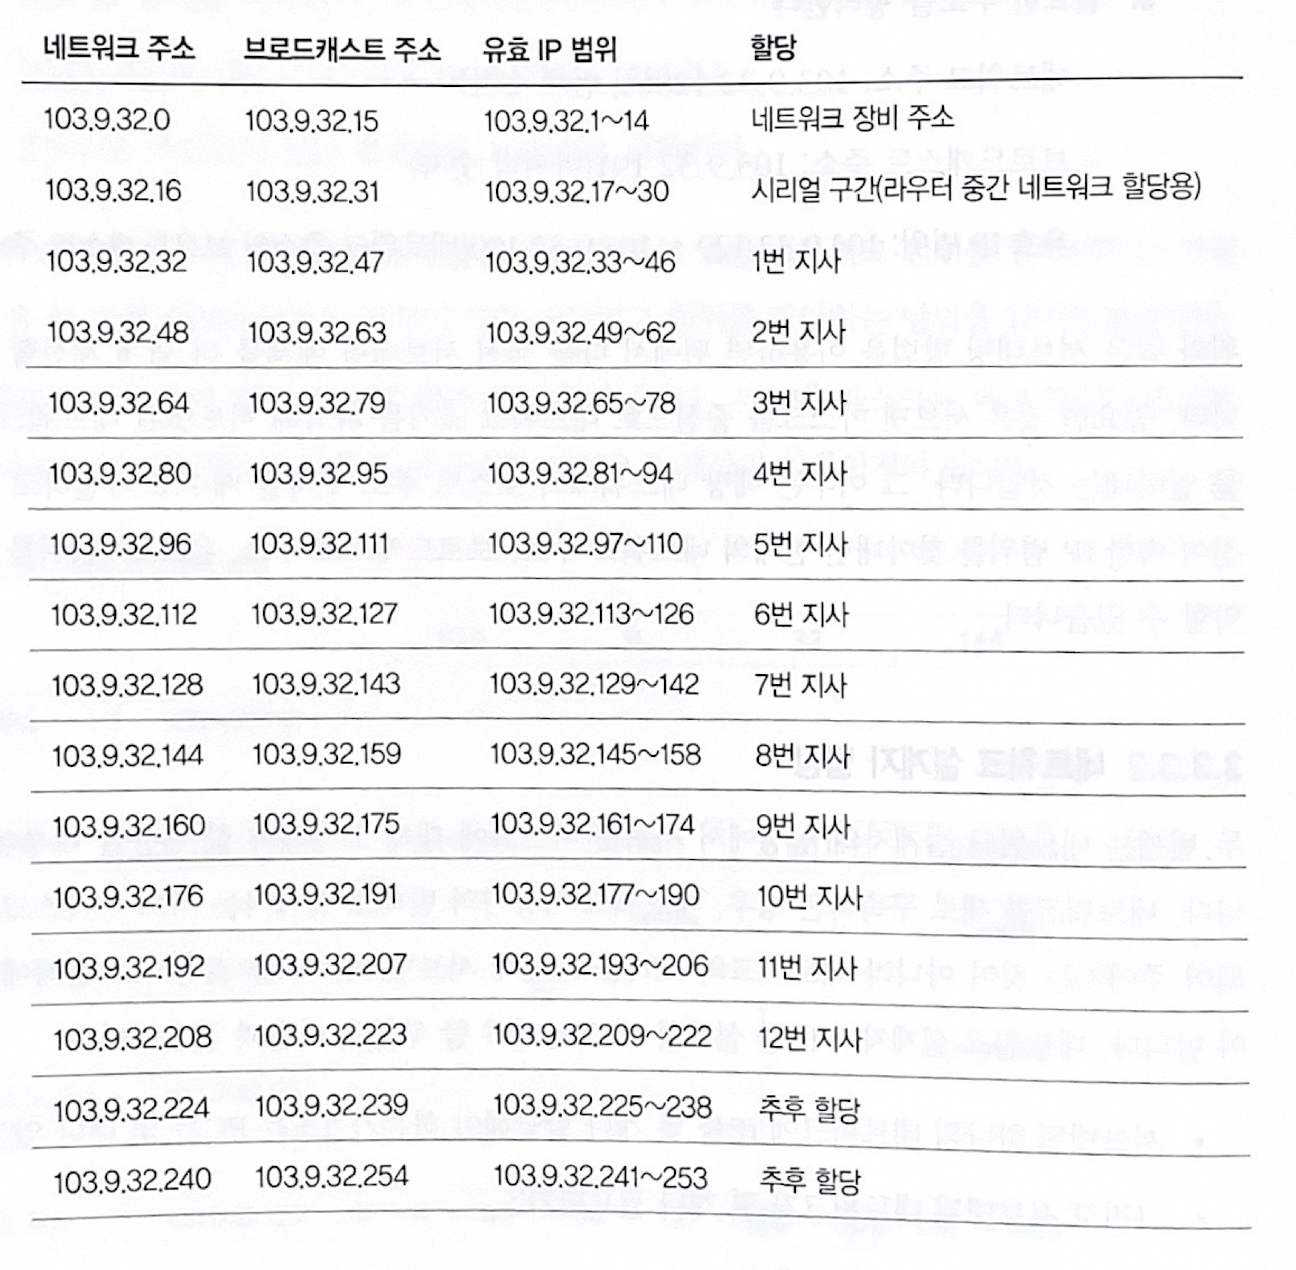 네트워크 주소 브로드캐스트 주소 유효 IP 범위 할당
103.9.32.0 103.9.32.15 103.9.32.1~14 네트워크 장비 주소
103.9.32.16 103.9.32.31 103.9.32.17~30 시리얼 구간(라우터 중간 네트워크 할당용)
103.9.32.32 103.9.32.47 103.9.32.33~46 1번 지사
103.9.32.48 103.9.32.63 103.9.32.49~62 2번 지사
103.9.32.64 103.9.32.79 103.9.32.65~78 3번 지사
103.9.32.80 103.9.32.95 103.9.32.81~94 4번 지사
103.9.32.96 103.9.32.111 103.9.32.97~110 5번 지사
103.9.32.112 103.9.32.127 103.9.32.113~126 6번 지사
103.9.32.128 103.9.32.143 103.9.32.129~142 7번 지사
103.9.32.144 103.9.32.159 103.9.32.145~158 8번 지사
103.9.32.160 103.9.32.175 103.9.32.161~174 9번 지사
103.9.32.176 103.9.32.191 103.9.32.177~190 10번 지사
103.9.32.192 103.9.32.207 103.9.32.193~206 11번 지사
103.9.32.208 103.9.32.223 103.9.32.209~222 12번 지사
103.9.32.224 103.9.32.239 103.9.32.225~238 추후 할당
103.9.32.240 103.9.32.254 103.9.32.241~253 추후 할당